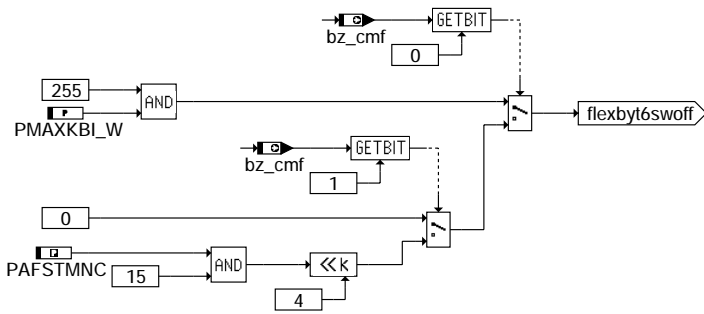 GETBIT
bz_cmf
0
255
AND
P
PMAXKBI_W
flexbyt6swoff
GETBIT
bz_cmf
1
0
PAFSTMNC
15
AND
<<k
4